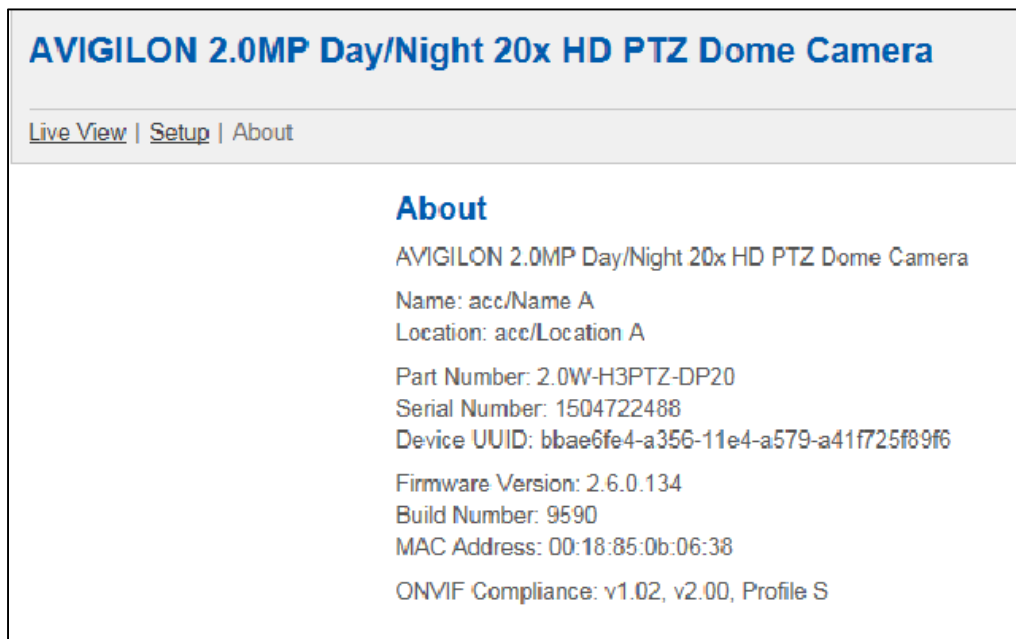 AVIGILON 2.0MP Day/Night 20x HD PTZ Dome Camera
Live View | Setup | About
About
AVIGILON 2.0MP Day/Night 20x HD PTZ Dome Camera
Name: acc/Name A
Location: acc/Location A
Part Number: 2.0W-H3PTZ-DP20
Serial Number: 1504722488
Device UUID: bbae6fe4-a356-11e4-a579-a41f725f89f6
Firmware Version: 2.6.0.134
Build Number: 9590
MAC Address: 00:18:85:0b:06:38
ONVIF Compliance: v1.02, v2.00, Profile S